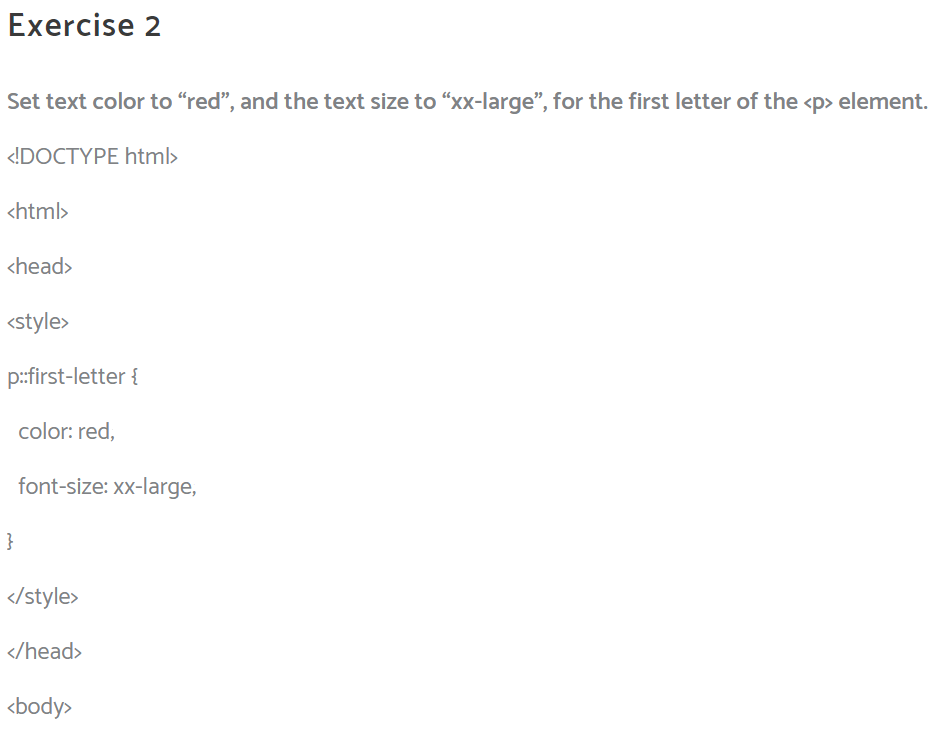 Exercise 2
Set text color to “red”, and the text size to “xx-large”, for the first letter of the <p> element.
<!DOCTYPE html>
<html>
<head>
<style>
p::first-letter {
color: red,
font-size: xx-large,
}
</style>
</head>
<body>